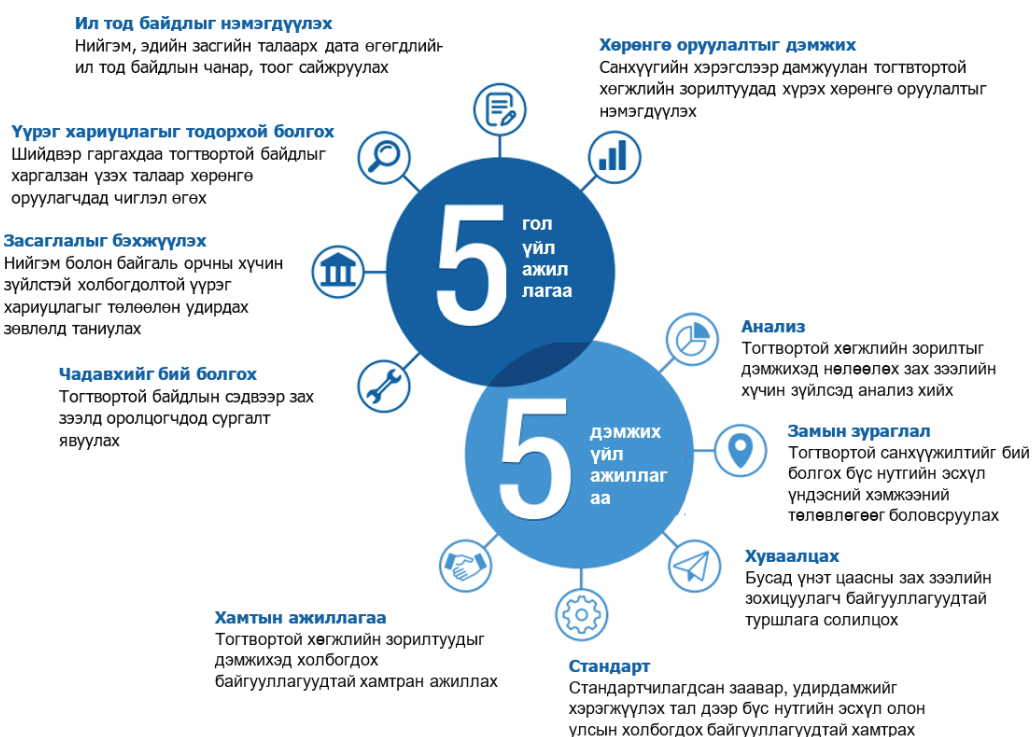 Ил тод байдлыг нэмэгдүүлэх
Нийгэм, эдийн засгийн талаарх дата өгөгдлийн
ил тод байдлын чанар, тоог сайжруулах
Хөрөнгө оруулалтыг дэмжих
Санхүүгийн хэрэгслээр дамжуулан тогтвтортой
хөгжлийн зорилтуудад хүрэх хөрөнгө оруулалтыг
нэмэгдүүлэх
Үүрэг хариуцлагыг тодорхой болгох
Шийдвэр гаргахдаа тогтвортой байдлыг
харгалзан үзэх талаар хөрөнгө
оруулагчдад чиглэл өгөх
Засаглалыг бэхжүүлэх
Нийгэм болон байгаль орчны хүчин
зүйлстэй холбогдолтой үүрэг
хариуцлагыг төлөөлөн удирдах
зөвлөлд таниулах
Чадавхийг бий болгох
Тогтвортой байдлын сэдвээр зах
зээлд оролцогчдод сургалт
явуулах
5
гол
үйл
ажил
лагаа
5
дэмжих
үйл
ажиллаг
аа
Анализ
Тогтвортой хөгжлийн зорилтыг
дэмжихэд нөлөөлөх зах зээлийн
хүчин зүйлсэд анализ хийх
Замын зураглал
Тогтвортой санхүүжилтийг бий
болгох бүс нутгийн эсхүл
үндэсний хэмжээний
төлөвлөгөөг боловсруулах
Хуваалцах
Бусад үнэт цаасны зах зээлийн
зохицуулагч байгууллагуудтай
туршлага солилцох
Хамтын ажиллагаа
Тогтвортой хөгжлийн зорилтуудыг
дэмжихэд холбогдох
байгууллагуудтай хамтран ажиллах
Стандарт
Стандартчилагдсан заавар, удирдамжийг
хэрэгжүүлэх тал дээр бүс нутгийн эсхүл олон
улсын холбогдох байгууллагуудтай хамтрах